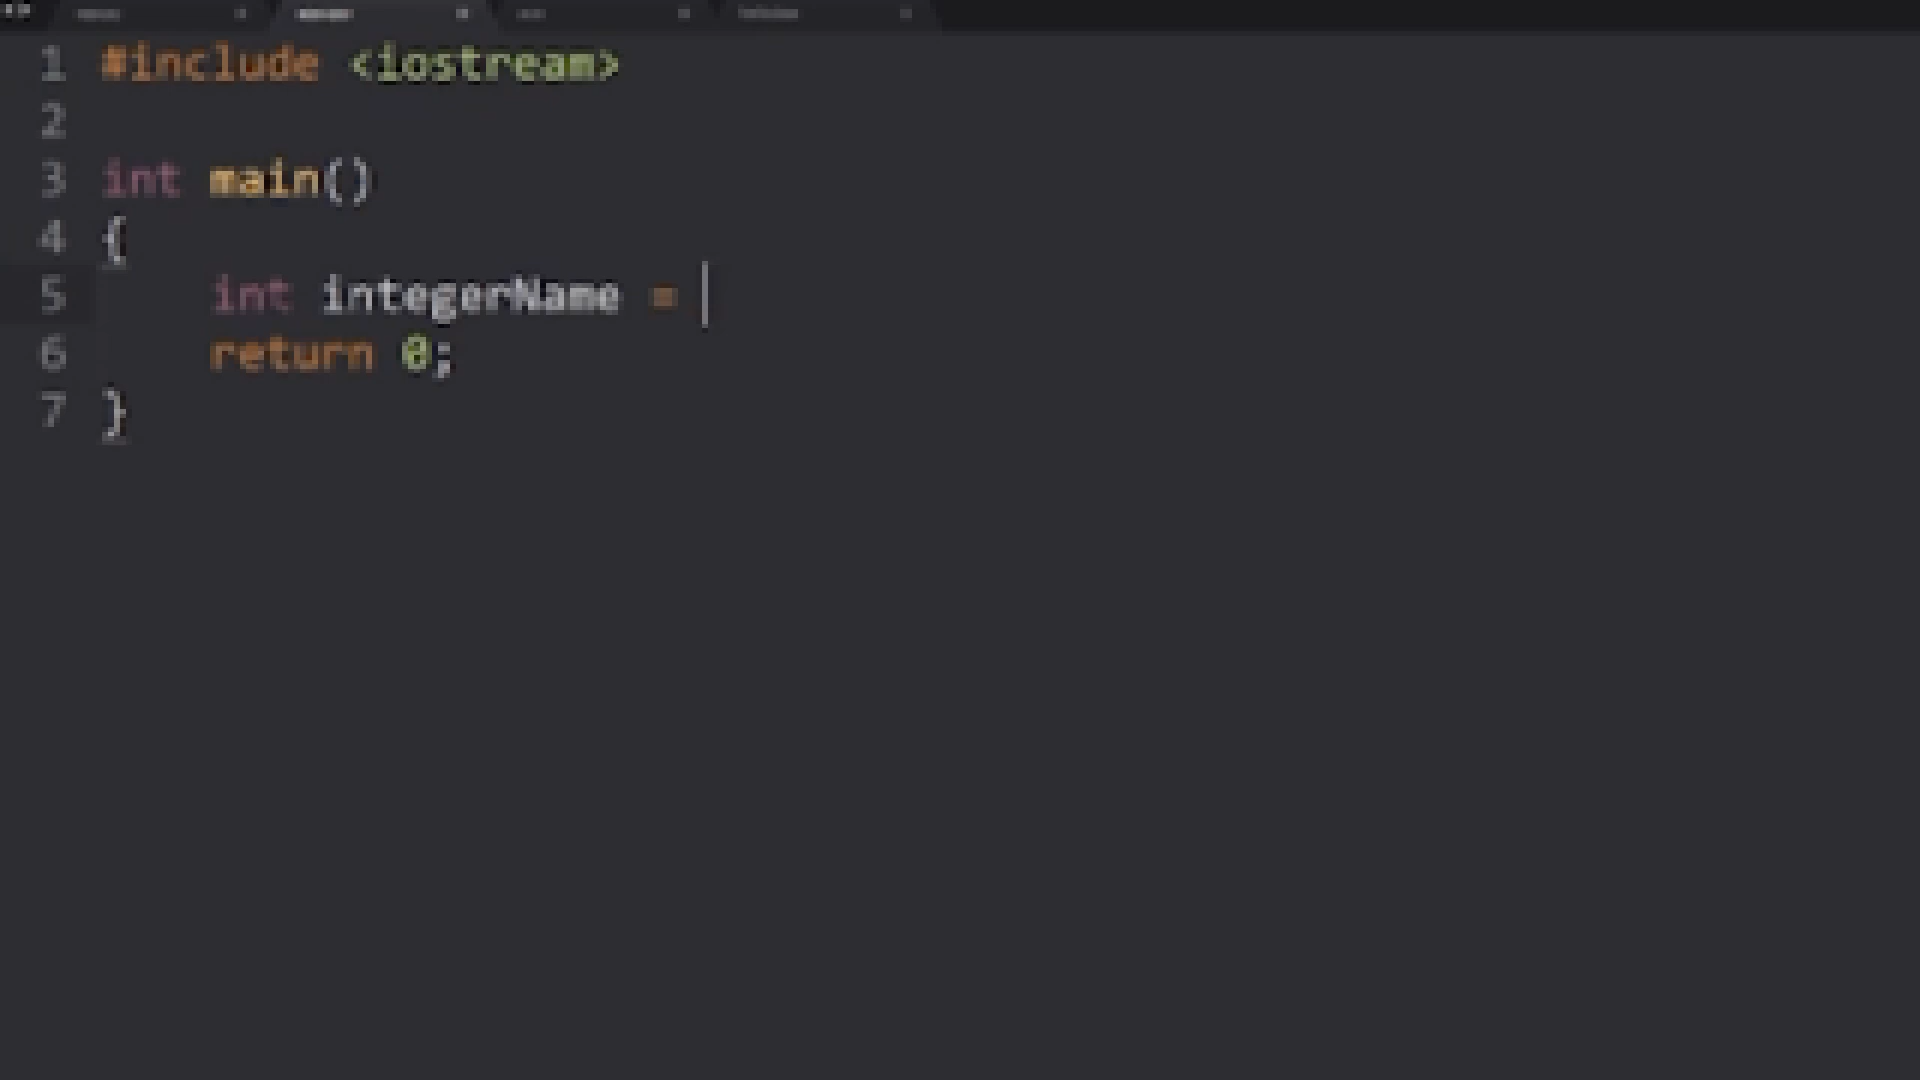 1 #include <iostream>
2
3 int main()
4 {
5 int integerName =
6 return 0;
7 }